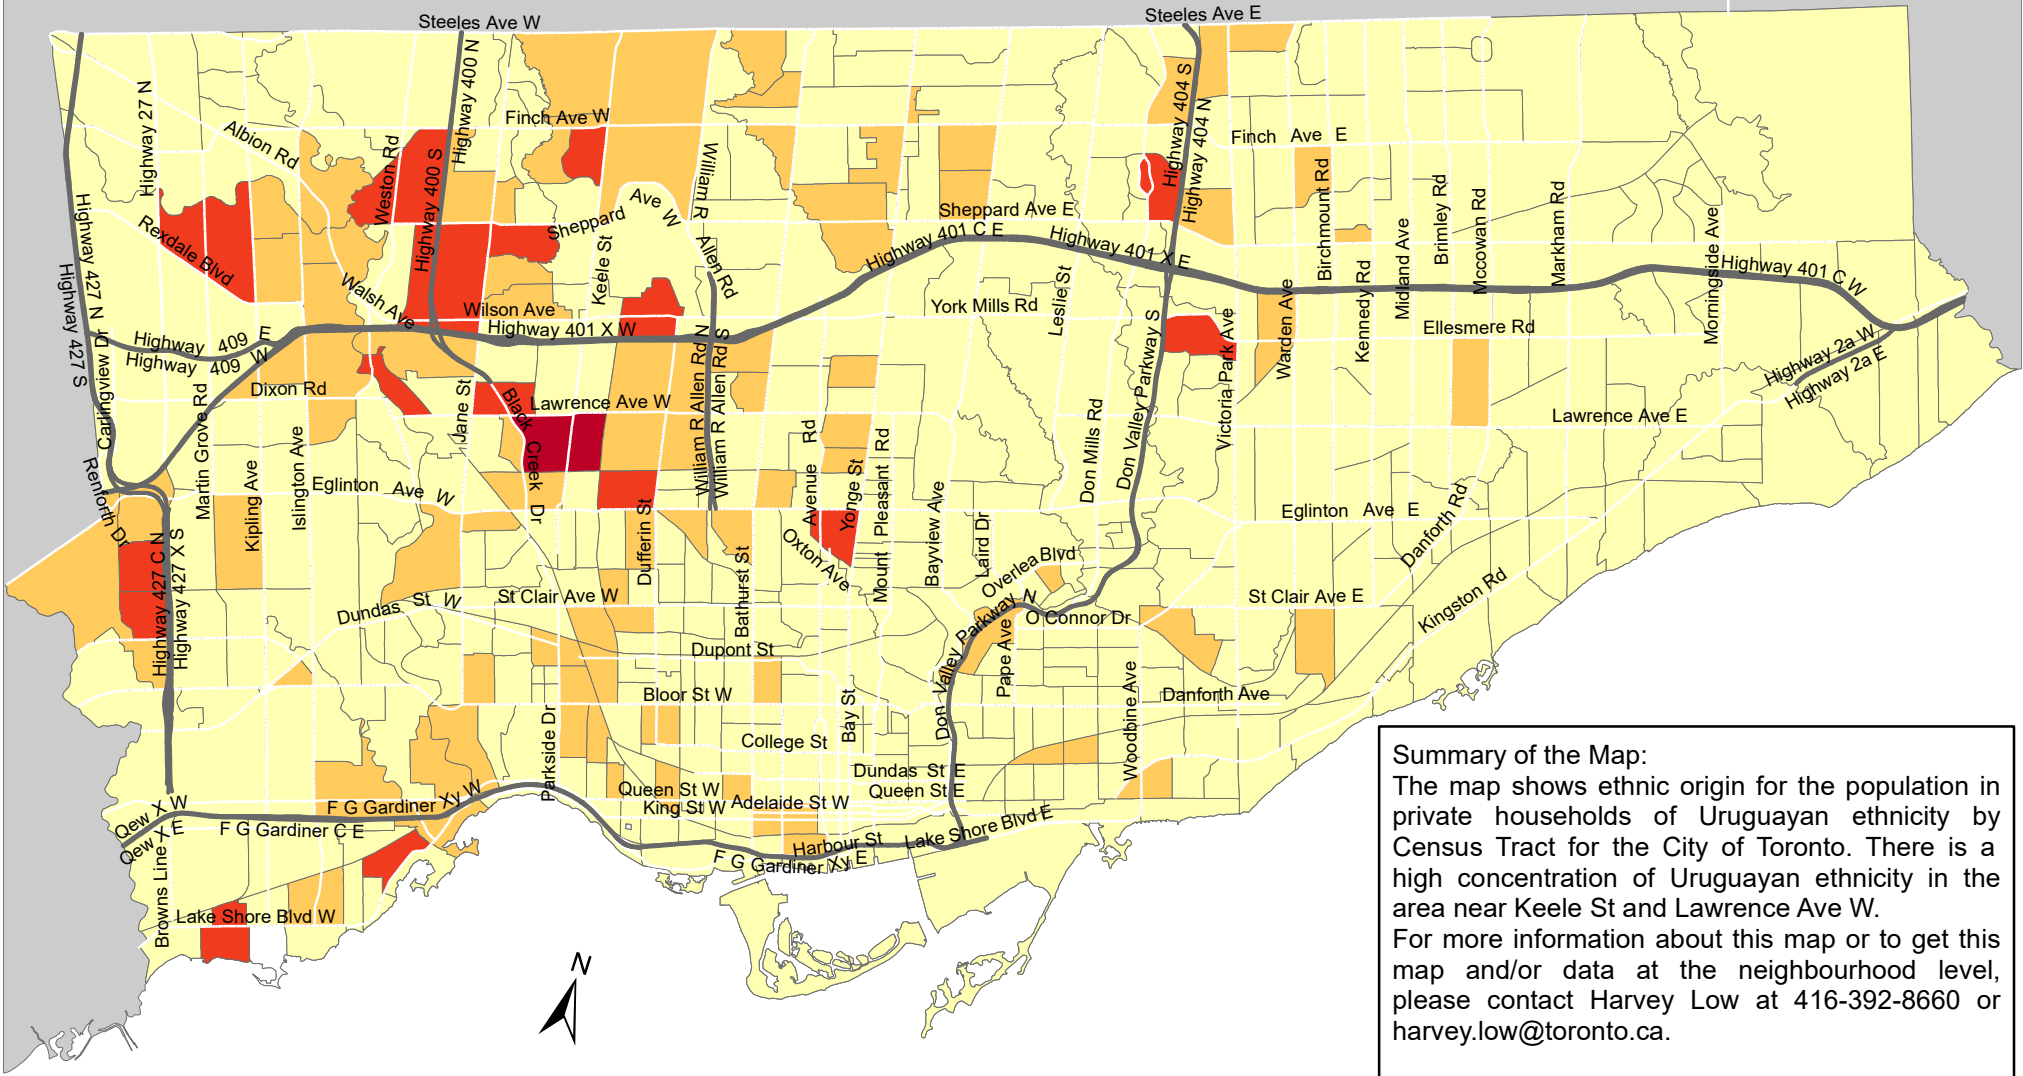 Steeles Ave W
Steeles Ave E
Highway 27 N
Albion Rd
Weston Rd
Highway 400 N
Highway 400 S
Finch Ave W
William R Allen Rd
Highway 404 S
Highway 404 N
Finch Ave E
Birchmount Rd
Highway 427 N
Highway 427 S
Rexdale Blvd
Sheppard Ave W
Keele St
Sheppard Ave E
Highway 401 C E
Highway 401 X E
Highway 404 N
Leslie St
Midland Ave
Brimley Rd
Mccowan Rd
Markham Rd
Morningside Ave
Highway 401 C W
Walsh Ave
Wilson Ave
Highway 401 X W
York Mills Rd
Kennedy Rd
Warden Ave
Victoria Park Ave
Ellesmere Rd
Highway 2a W
Highway 2a E
Highway 409 E
Highway 409 W
Carlingview Dr
Dixon Rd
Martin Grove Rd
Jane St
Black Creek Dr
Lawrence Ave W
William R Allen Rd N
William R Allen Rd S
Don Mills Rd
Don Valley Parkway S
Lawrence Ave E
Renforth Dr
Kipling Ave
Islington Ave
Eglinton Ave W
Dufferin St
Avenue Rd
Yonge St
Mount Pleasant Rd
Bayview Ave
Laird Dr
Eglinton Ave E
Danforth Rd
Highway 427 C N
Highway 427 X S
Oxton Ave
Overlea Blvd
Dundas St W
St Clair Ave W
Bathurst St
Don Valley Parkway N
O Connor Dr
St Clair Ave E
Kingston Rd
Dupont St
Pape Ave
Bloor St W
Bay St
Woodbine Ave
Danforth Ave
Parkside Dr
College St
Dundas St E
Queen St E
Queen St W
King St W
Adelaide St W
Qew X W
Qew X E
F G Gardiner Xy W
F G Gardiner C E
Harbour St
Lake Shore Blvd E
F G Gardiner Xy E
Browns Line
Lake Shore Blvd W
N
Summary of the Map:
The map shows ethnic origin for the population in
private households of Uruguayan ethnicity by
Census Tract for the City of Toronto. There is a
high concentration of Uruguayan ethnicity in the
area near Keele St and Lawrence Ave W.
For more information about this map or to get this
map and/or data at the neighbourhood level,
please contact Harvey Low at 416-392-8660 or
harvey.low@toronto.ca.